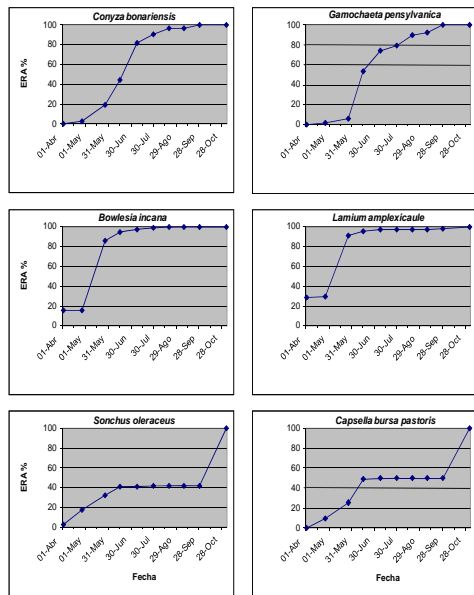 Conyza bonariensis
ERA %
100
80
60
40
20
0
01-Abr
01-May
31-May
30-Jun
30-Jul
29-Ago
28-Sep
28-Oct
Gamochaeta pensylvanica
100
80
60
40
20
0
01-Abr
01-May
31-May
30-Jun
30-Jul
29-Ago
28-Sep
28-Oct
Bowlesia incana
ERA %
100
80
60
40
20
0
01-Abr
01-May
31-May
30-Jun
30-Jul
29-Ago
28-Sep
28-Oct
Lamium amplexicaule
100
80
60
40
20
0
01-Abr
01-May
31-May
30-Jun
30-Jul
29-Ago
28-Sep
28-Oct
Sonchus oleraceus
ERA %
100
80
60
40
20
0
01-Abr
01-May
31-May
30-Jun
30-Jul
29-Ago
28-Sep
28-Oct
Fecha
Capsella bursa pastoris
100
80
60
40
20
0
01-Abr
01-May
31-May
30-Jun
30-Jul
29-Ago
28-Sep
28-Oct
Fecha